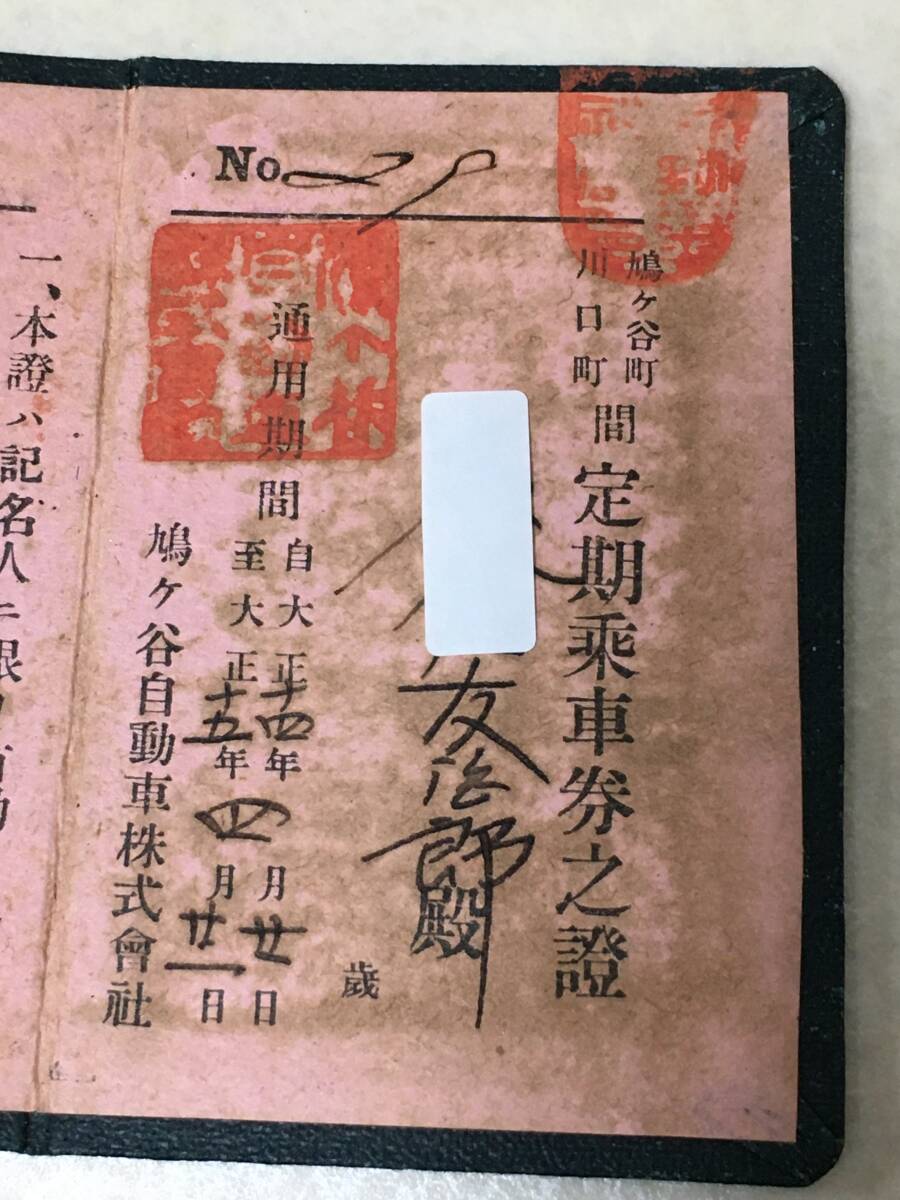 No 29
鳩ヶ谷町
川口町
間定期乗車券之證
友治郎殿
歲
通用期間
自大正十四年四月廿日
至大正十五年四月廿一日
鳩ヶ谷自動車株式會社
一、本證ハ記名人ニ限リ